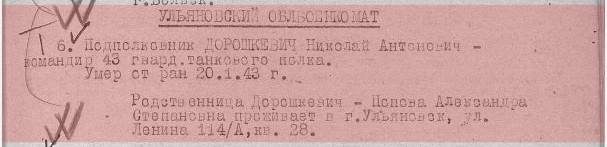 г. Вольск.
УЛЬЯНОВСКИЙ ОБЛВОЕНКОМАТ
6. Подполковник ДОРОШКЕВИЧ Николай Антонович -
командир 43 гвард.танкового полка.
Умер от ран 20.1.43 г.
Родственница Дорошкевич - Попова Александра
Степановна проживает в г.Ульяновск, ул.
Ленина 114/А,кв. 28.